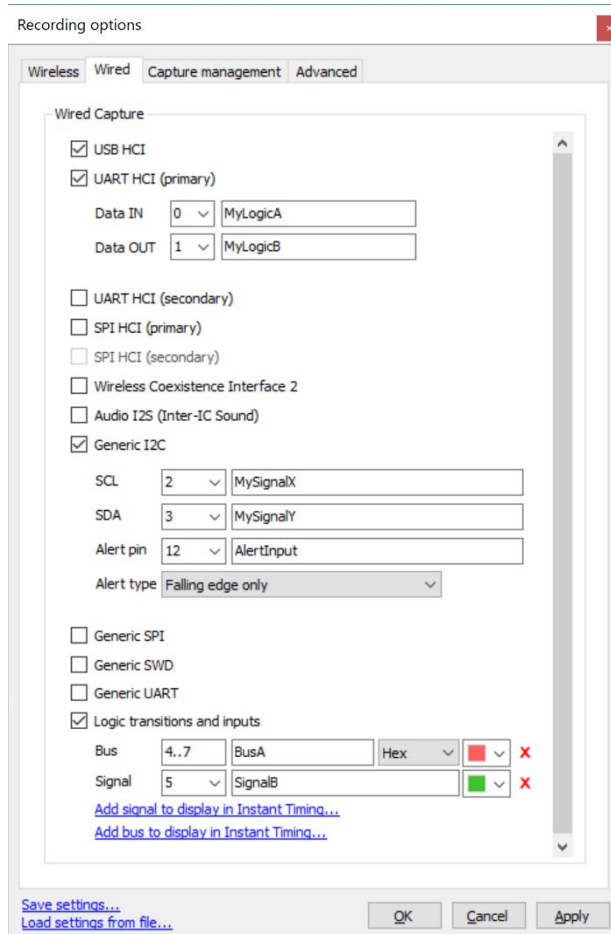 Recording options
Wireless Wired Capture management Advanced
Wired Capture
USB HCI
UART HCI (primary)
Data IN 0 MyLogicA
Data OUT 1 MyLogicB
UART HCI (secondary)
SPI HCI (primary)
SPI HCI (secondary)
Wireless Coexistence Interface 2
Audio I2S (Inter-IC Sound)
Generic I2C
SCL 2 MySignalX
SDA 3 MySignalY
Alert pin 12 AlertInput
Alert type Falling edge only
Generic SPI
Generic SWD
Generic UART
Logic transitions and inputs
Bus 4..7 BusA Hex X
Signal 5 SignalB X
Add signal to display in Instant Timing...
Add bus to display in Instant Timing...
Save settings...
Load settings from file... OK Cancel Apply